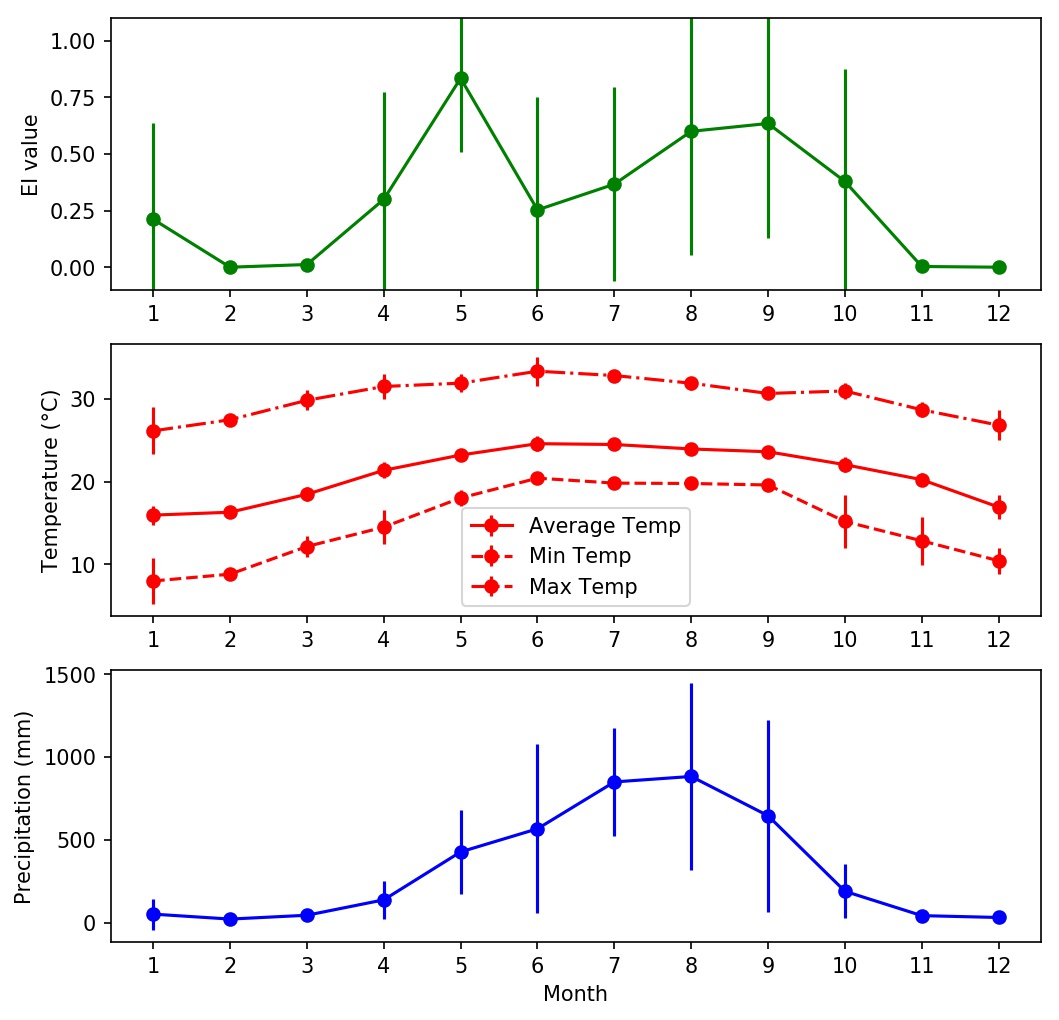 EI value
1.00
0.75
0.50
0.25
0.00
1 2 3 4 5 6 7 8 9 10 11 12
Temperature (°C)
30
20
10
Average Temp
Min Temp
Max Temp
1 2 3 4 5 6 7 8 9 10 11 12
Precipitation (mm)
1500
1000
500
0
1 2 3 4 5 6 7 8 9 10 11 12
Month